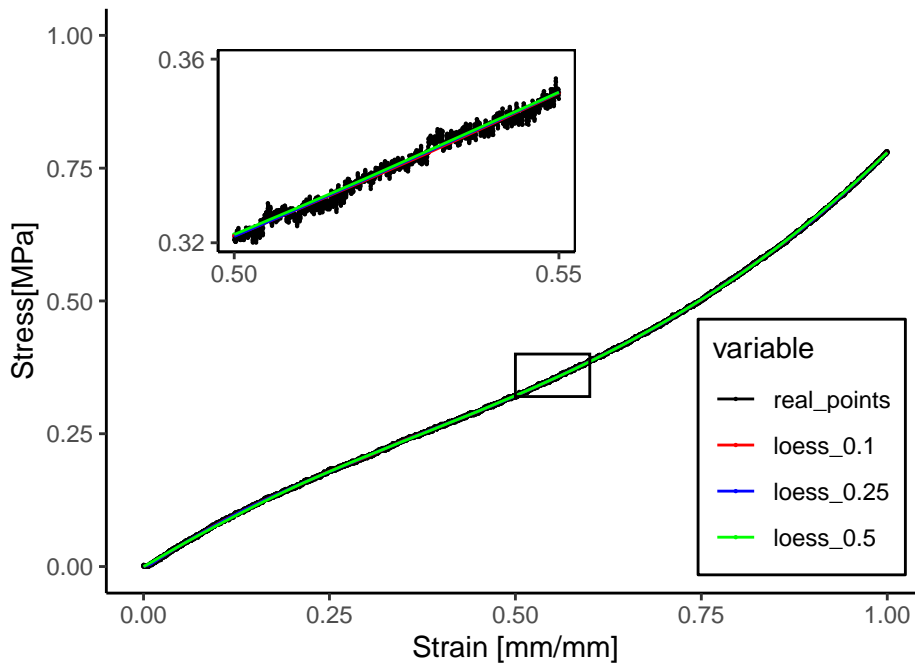 1.00
0.75
0.50
0.25
0.00
Stress[MPa]
0.36
0.32
0.50 0.55
variable
real_points
loess_0.1
loess_0.25
loess_0.5
0.00 0.25 0.50 0.75 1.00
Strain [mm/mm]